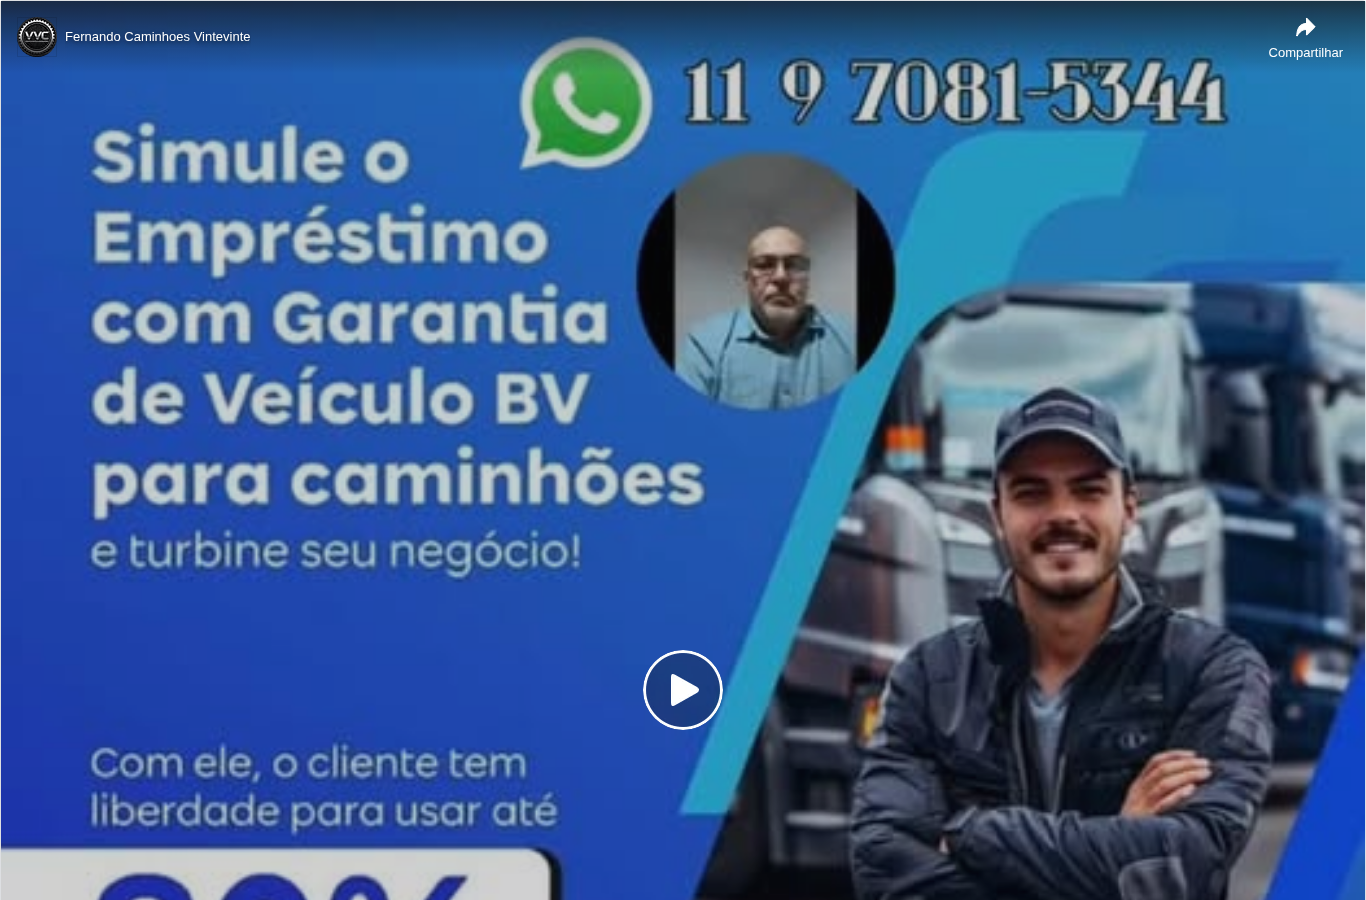 VVC
Fernando Caminhoes Vintevinte
Compartilhar
11 9 7081-5344
Simule o
Empréstimo
com Garantia
de Veículo BV
para caminhões
e turbine seu negócio!
Com ele, o cliente tem
liberdade para usar até